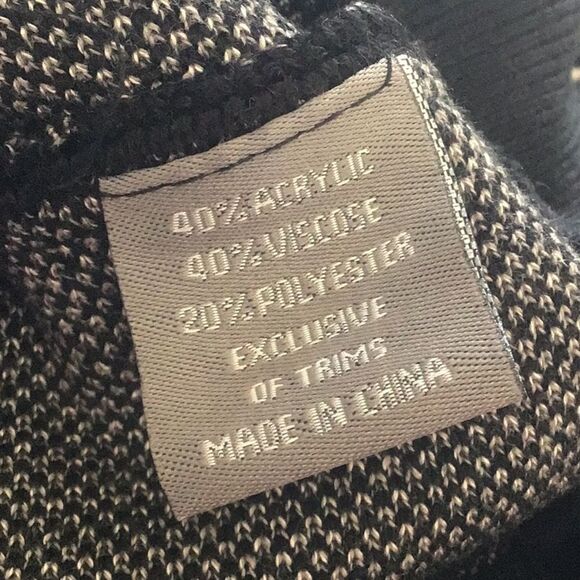 40% ACRYLIC
40% VISCOSE
20% POLYESTER
EXCLUSIVE
OF TRIMS
MADE IN CHINA